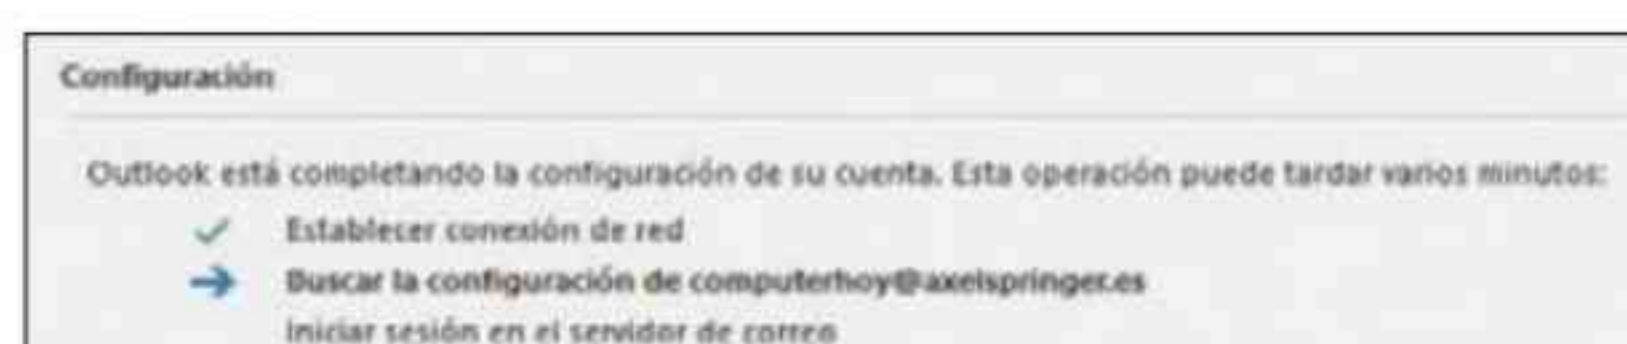 Configuración
Outlook está completando la configuración de su cuenta. Esta operación puede tardar varios minutos:
Establecer conexión de red
Buscar la configuración de computerhoy@axelspringer.es
Iniciar sesión en el servidor de correo